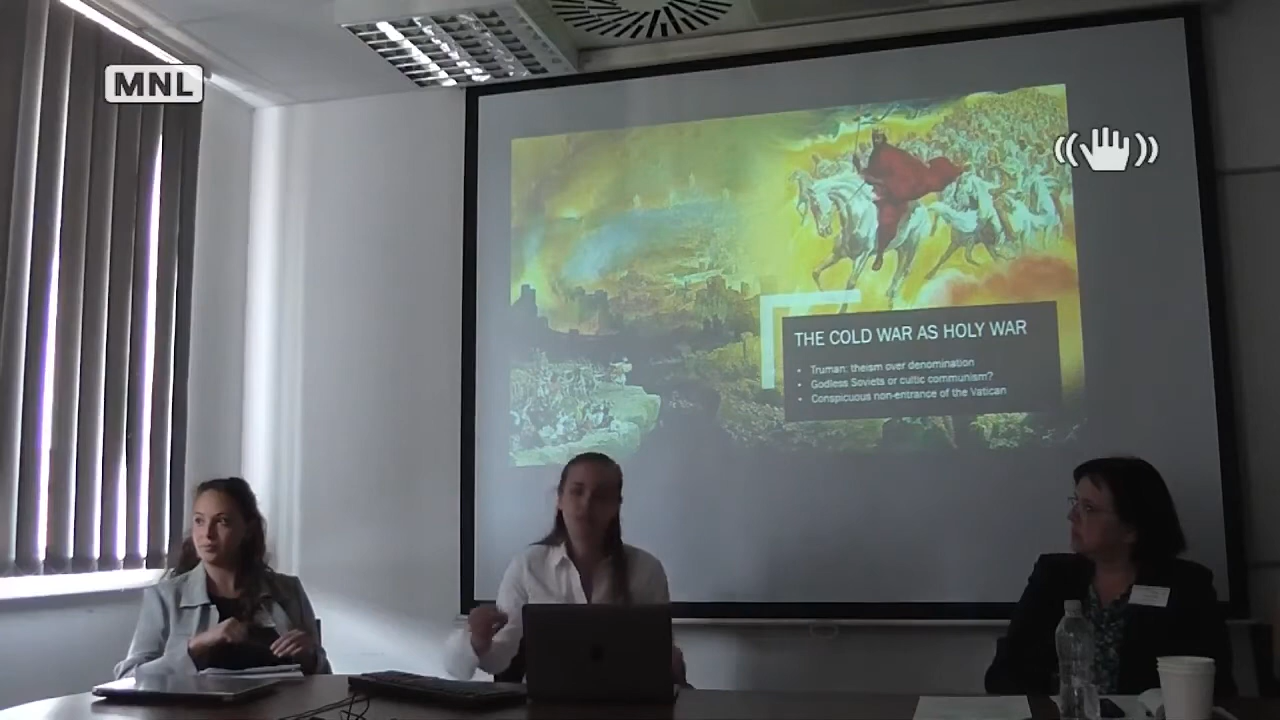 MNL
THE COLD WAR AS HOLY WAR
• Truman: theism over denomination
• Godless Soviets or cultic communism?
• Conspicuous non-entrance of the Vatican